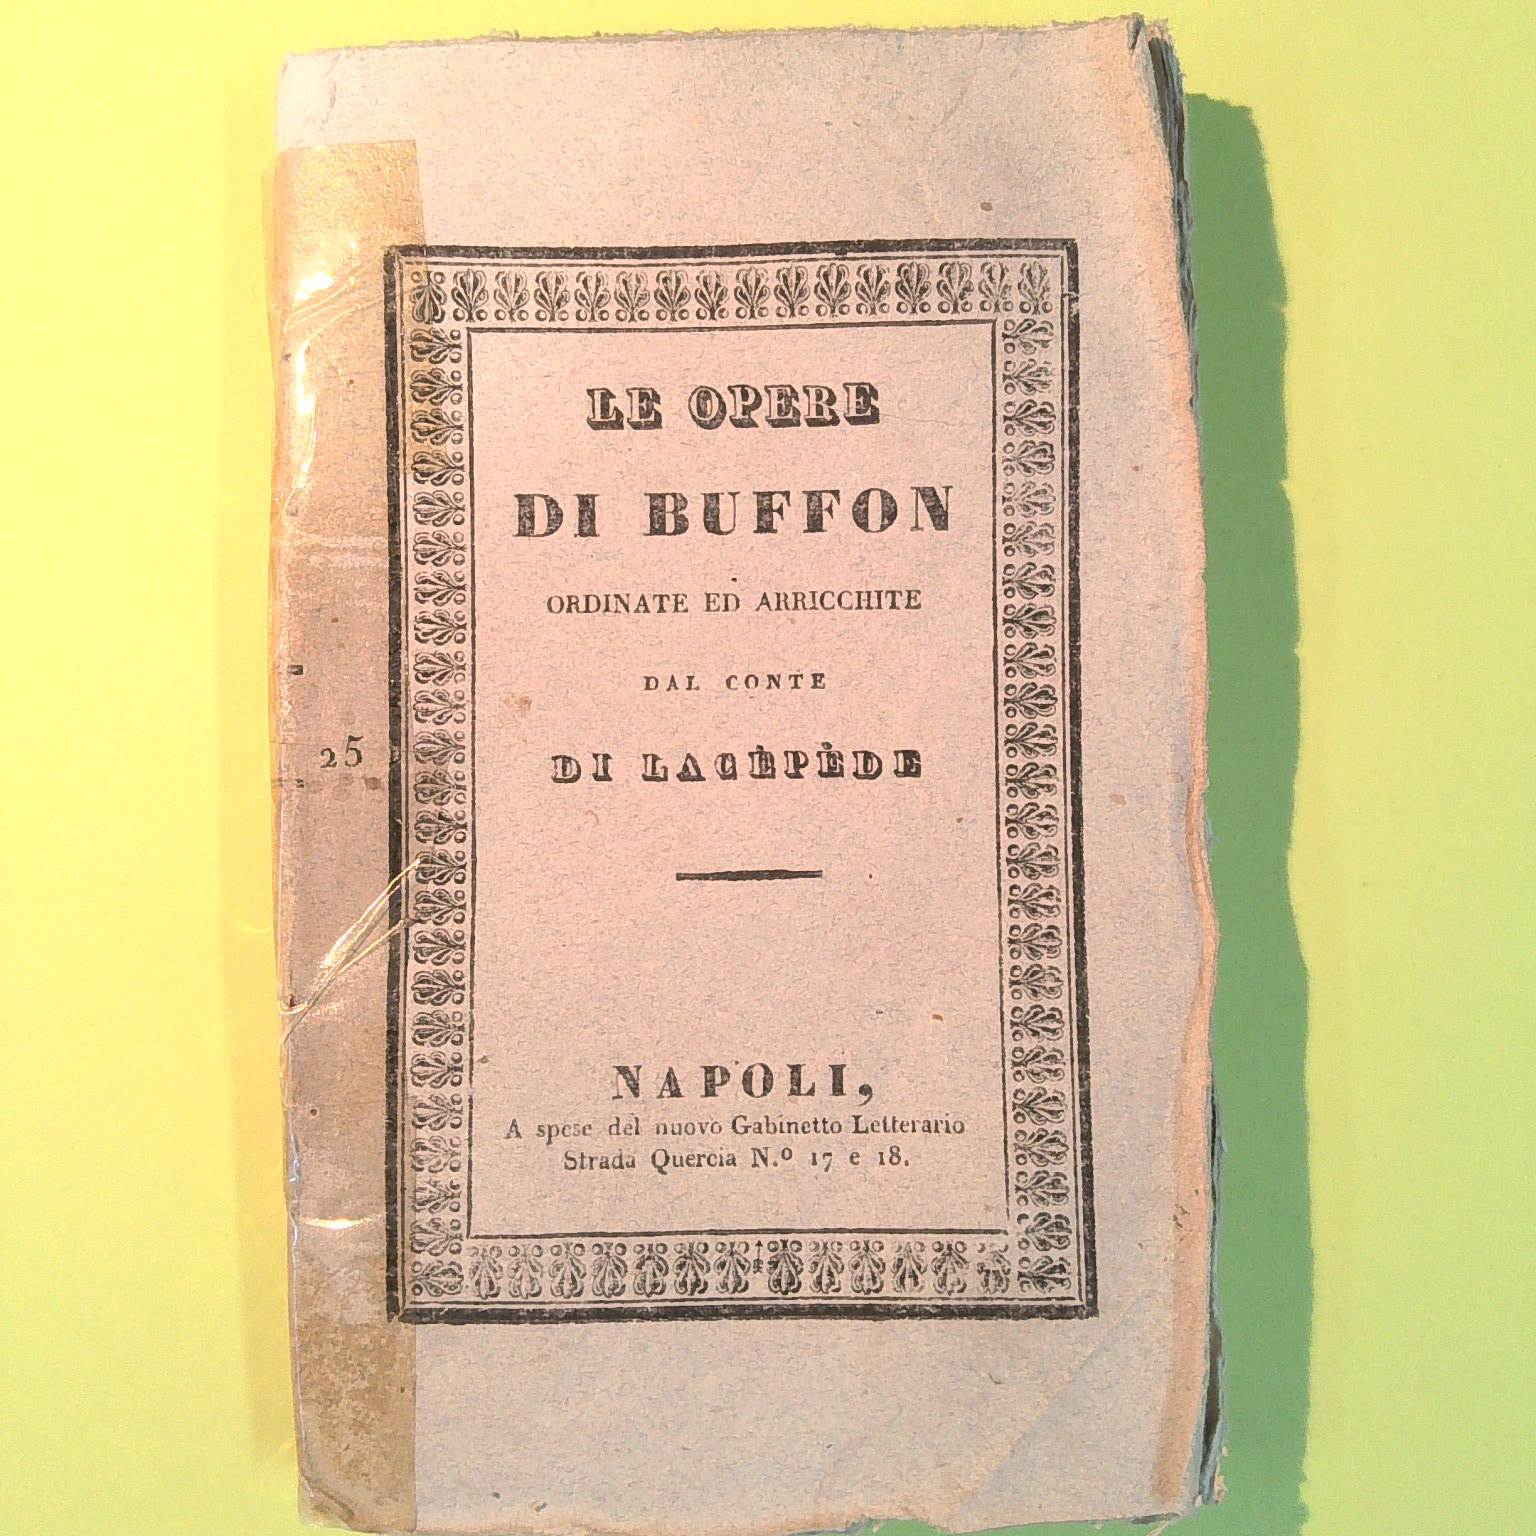 LE OPERE
DI BUFFON
ORDINATE ED ARRICCHITE
DAL CONTE
DI LACÈPÈDE
25
NAPOLI,
A spese del nuovo Gabinetto Letterario
Strada Quercia N.º 17 e 18.